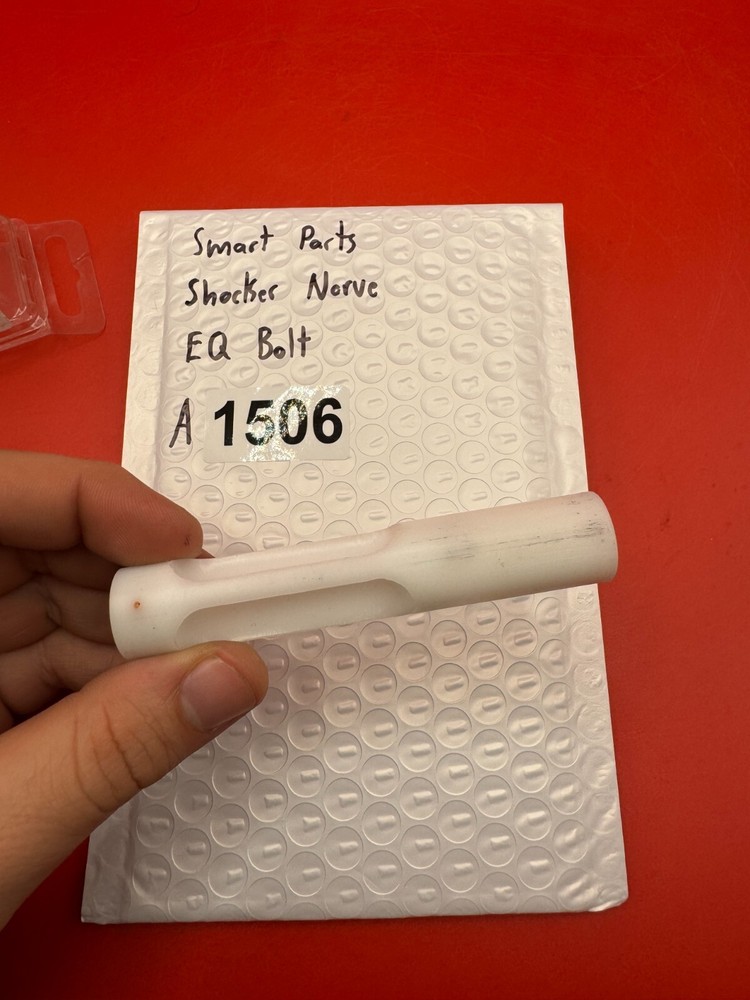 Smart Parts
Shocker Nerve
EQ Bolt
A 1506